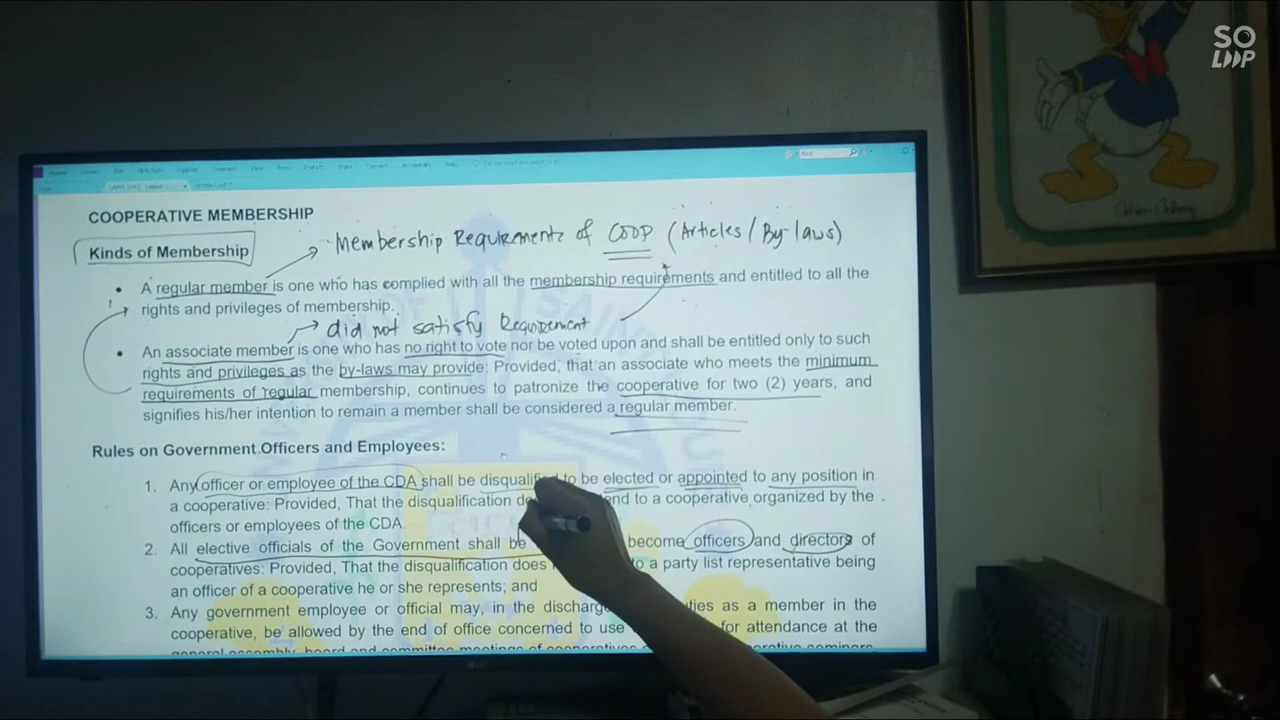 SO
LOOP
COOPERATIVE MEMBERSHIP
Kinds of Membership
Membership Requirements of COOP (Articles / By-laws)
• A regular member is one who has complied with all the membership requirements and entitled to all the
rights and privileges of membership.
did not satisfy Requirement
• An associate member is one who has no right to vote nor be voted upon and shall be entitled only to such
rights and privileges as the by-laws may provide: Provided, that an associate who meets the minimum
requirements of regular membership, continues to patronize the cooperative for two (2) years, and
signifies his/her intention to remain a member shall be considered a regular member.
Rules on Government Officers and Employees:
1. Any officer or employee of the CDA shall be disqualified to be elected or appointed to any position in
a cooperative: Provided, That the disqualification to a cooperative organized by the
officers or employees of the CDA.
2. All elective officials of the Government shall be become officers and directors of
cooperatives: Provided, That the disqualification does to a party list representative being
an officer of a cooperative he or she represents; and
3. Any government employee or official may, in the discharge as a member in the
cooperative, be allowed by the end of office concerned to use for attendance at the
general assembly, board and committee meetings of cooperatives